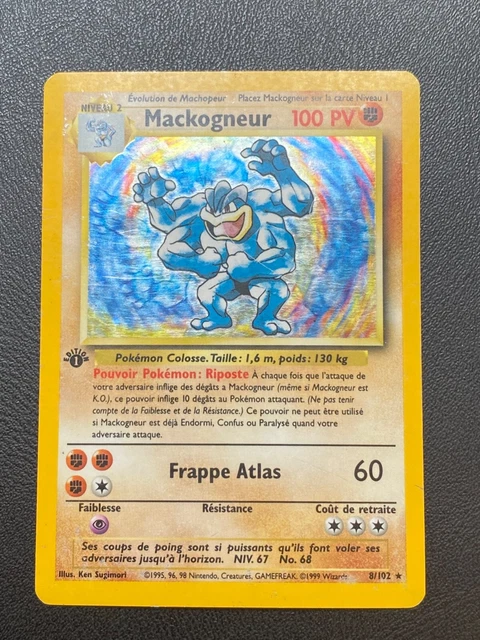 Évolution de Machopeur Placez Mackogneur sur la carte Niveau 1
NIVEAU 2
Mackogneur 100 PV
EDITION 1
Pokémon Colosse. Taille : 1,6 m, poids : 130 kg
Pouvoir Pokémon : Riposte À chaque fois que l'attaque de
votre adversaire inflige des dégâts a Mackogneur (même si Mackogneur est
K.O.), ce pouvoir inflige 10 dégâts au Pokémon attaquant. (Ne pas tenir
compte de la Faiblesse et de la Résistance.) Ce pouvoir ne peut être utilisé
si Mackogneur est déjà Endormi, Confus ou Paralysé quand votre
adversaire attaque.
Frappe Atlas 60
Faiblesse Résistance Coût de retraite
Ses coups de poing sont si puissants qu'ils font voler ses
adversaires jusqu'à l'horizon. NIV. 67 No. 68
Illus. Ken Sugimori ©1995, 96, 98 Nintendo, Creatures, GAMEFREAK. ©1999 Wizards. 8/102 ★